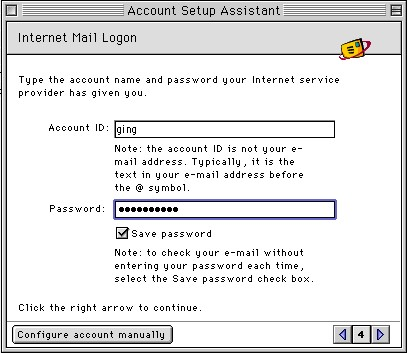 Account Setup Assistant
Internet Mail Logon
Type the account name and password your Internet service
provider has given you.
Account ID: ging
Note: the account ID is not your e-
mail address. Typically, it is the
text in your e-mail address before
the @ symbol.
Password: ••••••••••
Save password
Note: to check your e-mail without
entering your password each time,
select the Save password check box.
Click the right arrow to continue.
Configure account manually
4